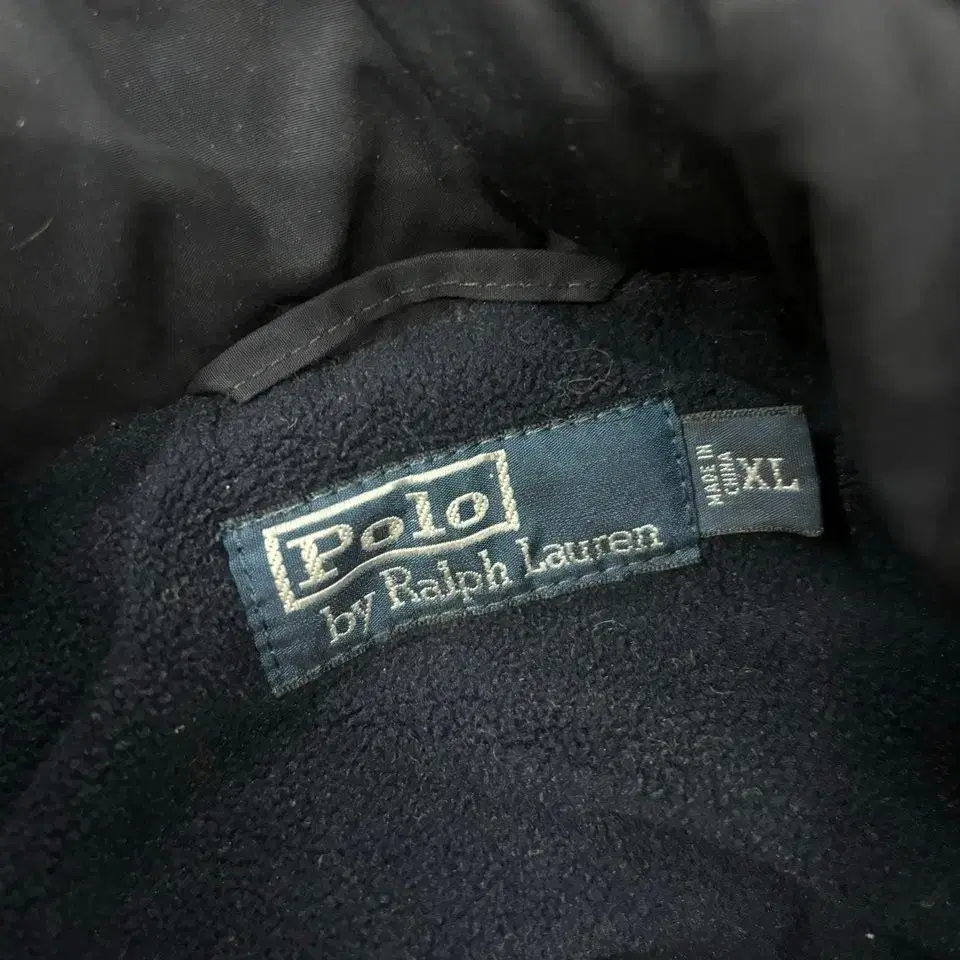 Polo
by Ralph Lauren
MADE IN
CHINA
XL